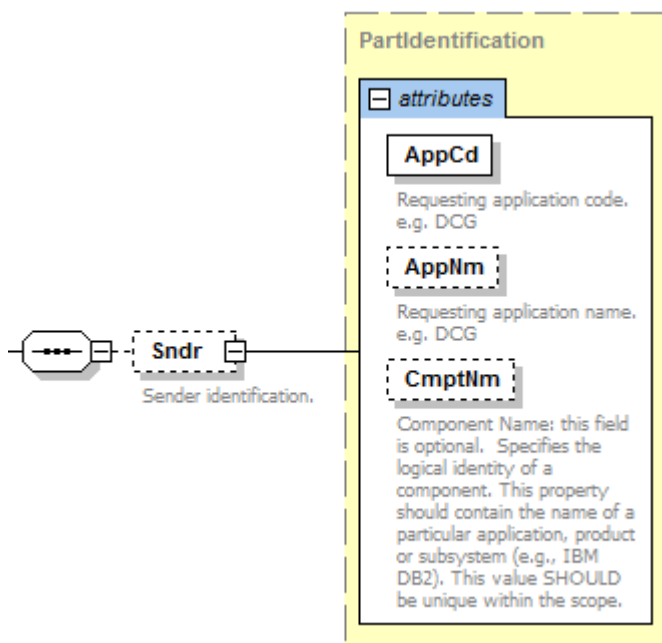 PartIdentification
attributes
AppCd
Requesting application code.
e.g. DCG
AppNm
Requesting application name.
e.g. DCG
Sndr
Sender identification.
CmptNm
Component Name: this field
is optional.  Specifies the
logical identity of a
component. This property
should contain the name of a
particular application, product
or subsystem (e.g., IBM
DB2). This value SHOULD
be unique within the scope.